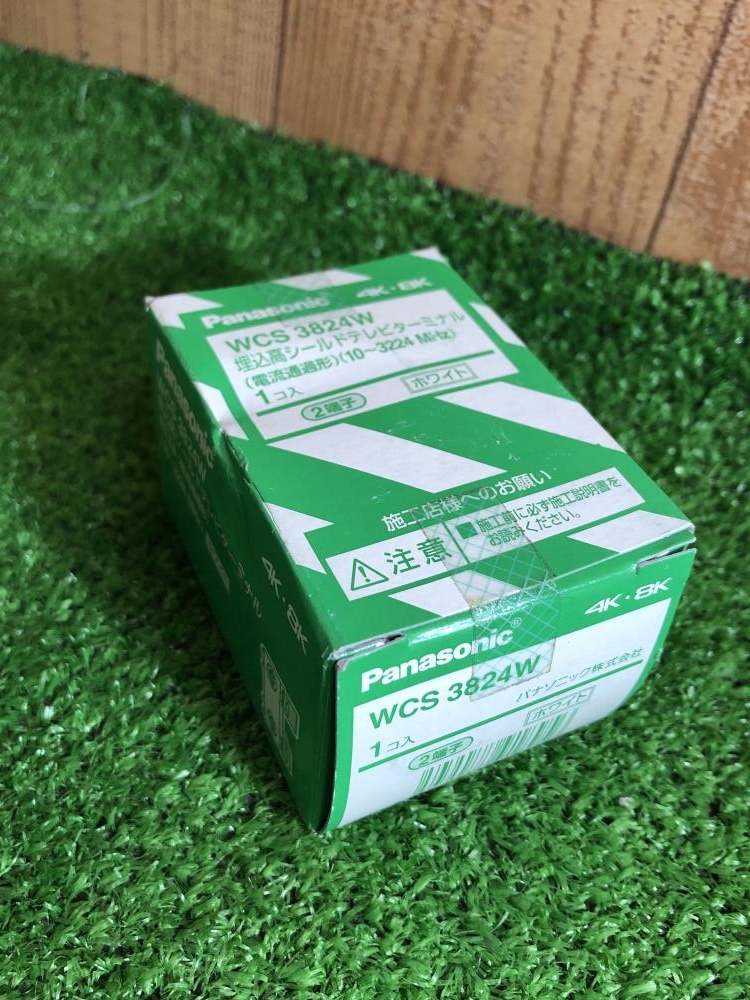 Panasonic 4K・8K
WCS 3824W
埋込高シールドテレビターミナル
(電流通過形)(10〜3224 MHz)
1コ入 ホワイト
2端子
施工店様へのお願い
注意 ■施工前に必ず施工説明書を
お読みください。
Panasonic® 4K・8K
WCS 3824W パナソニック株式会社
1コ入 ホワイト
2端子
Panasonic
4K・8K